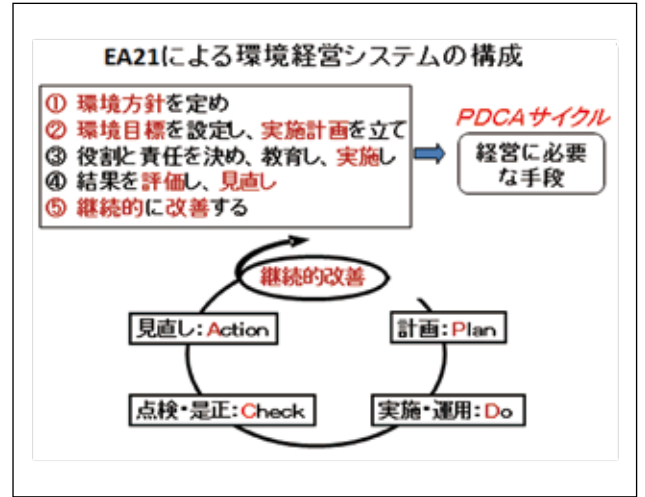 EA21による環境経営システムの構成
① 環境方針を定め
② 環境目標を設定し、実施計画を立て
③ 役割と責任を決め、教育し、実施し
④ 結果を評価し、見直し
⑤ 継続的に改善する
PDCAサイクル
経営に必要
な手段
継続的改善
見直し:Action
計画:Plan
点検・是正:Check
実施・運用:Do